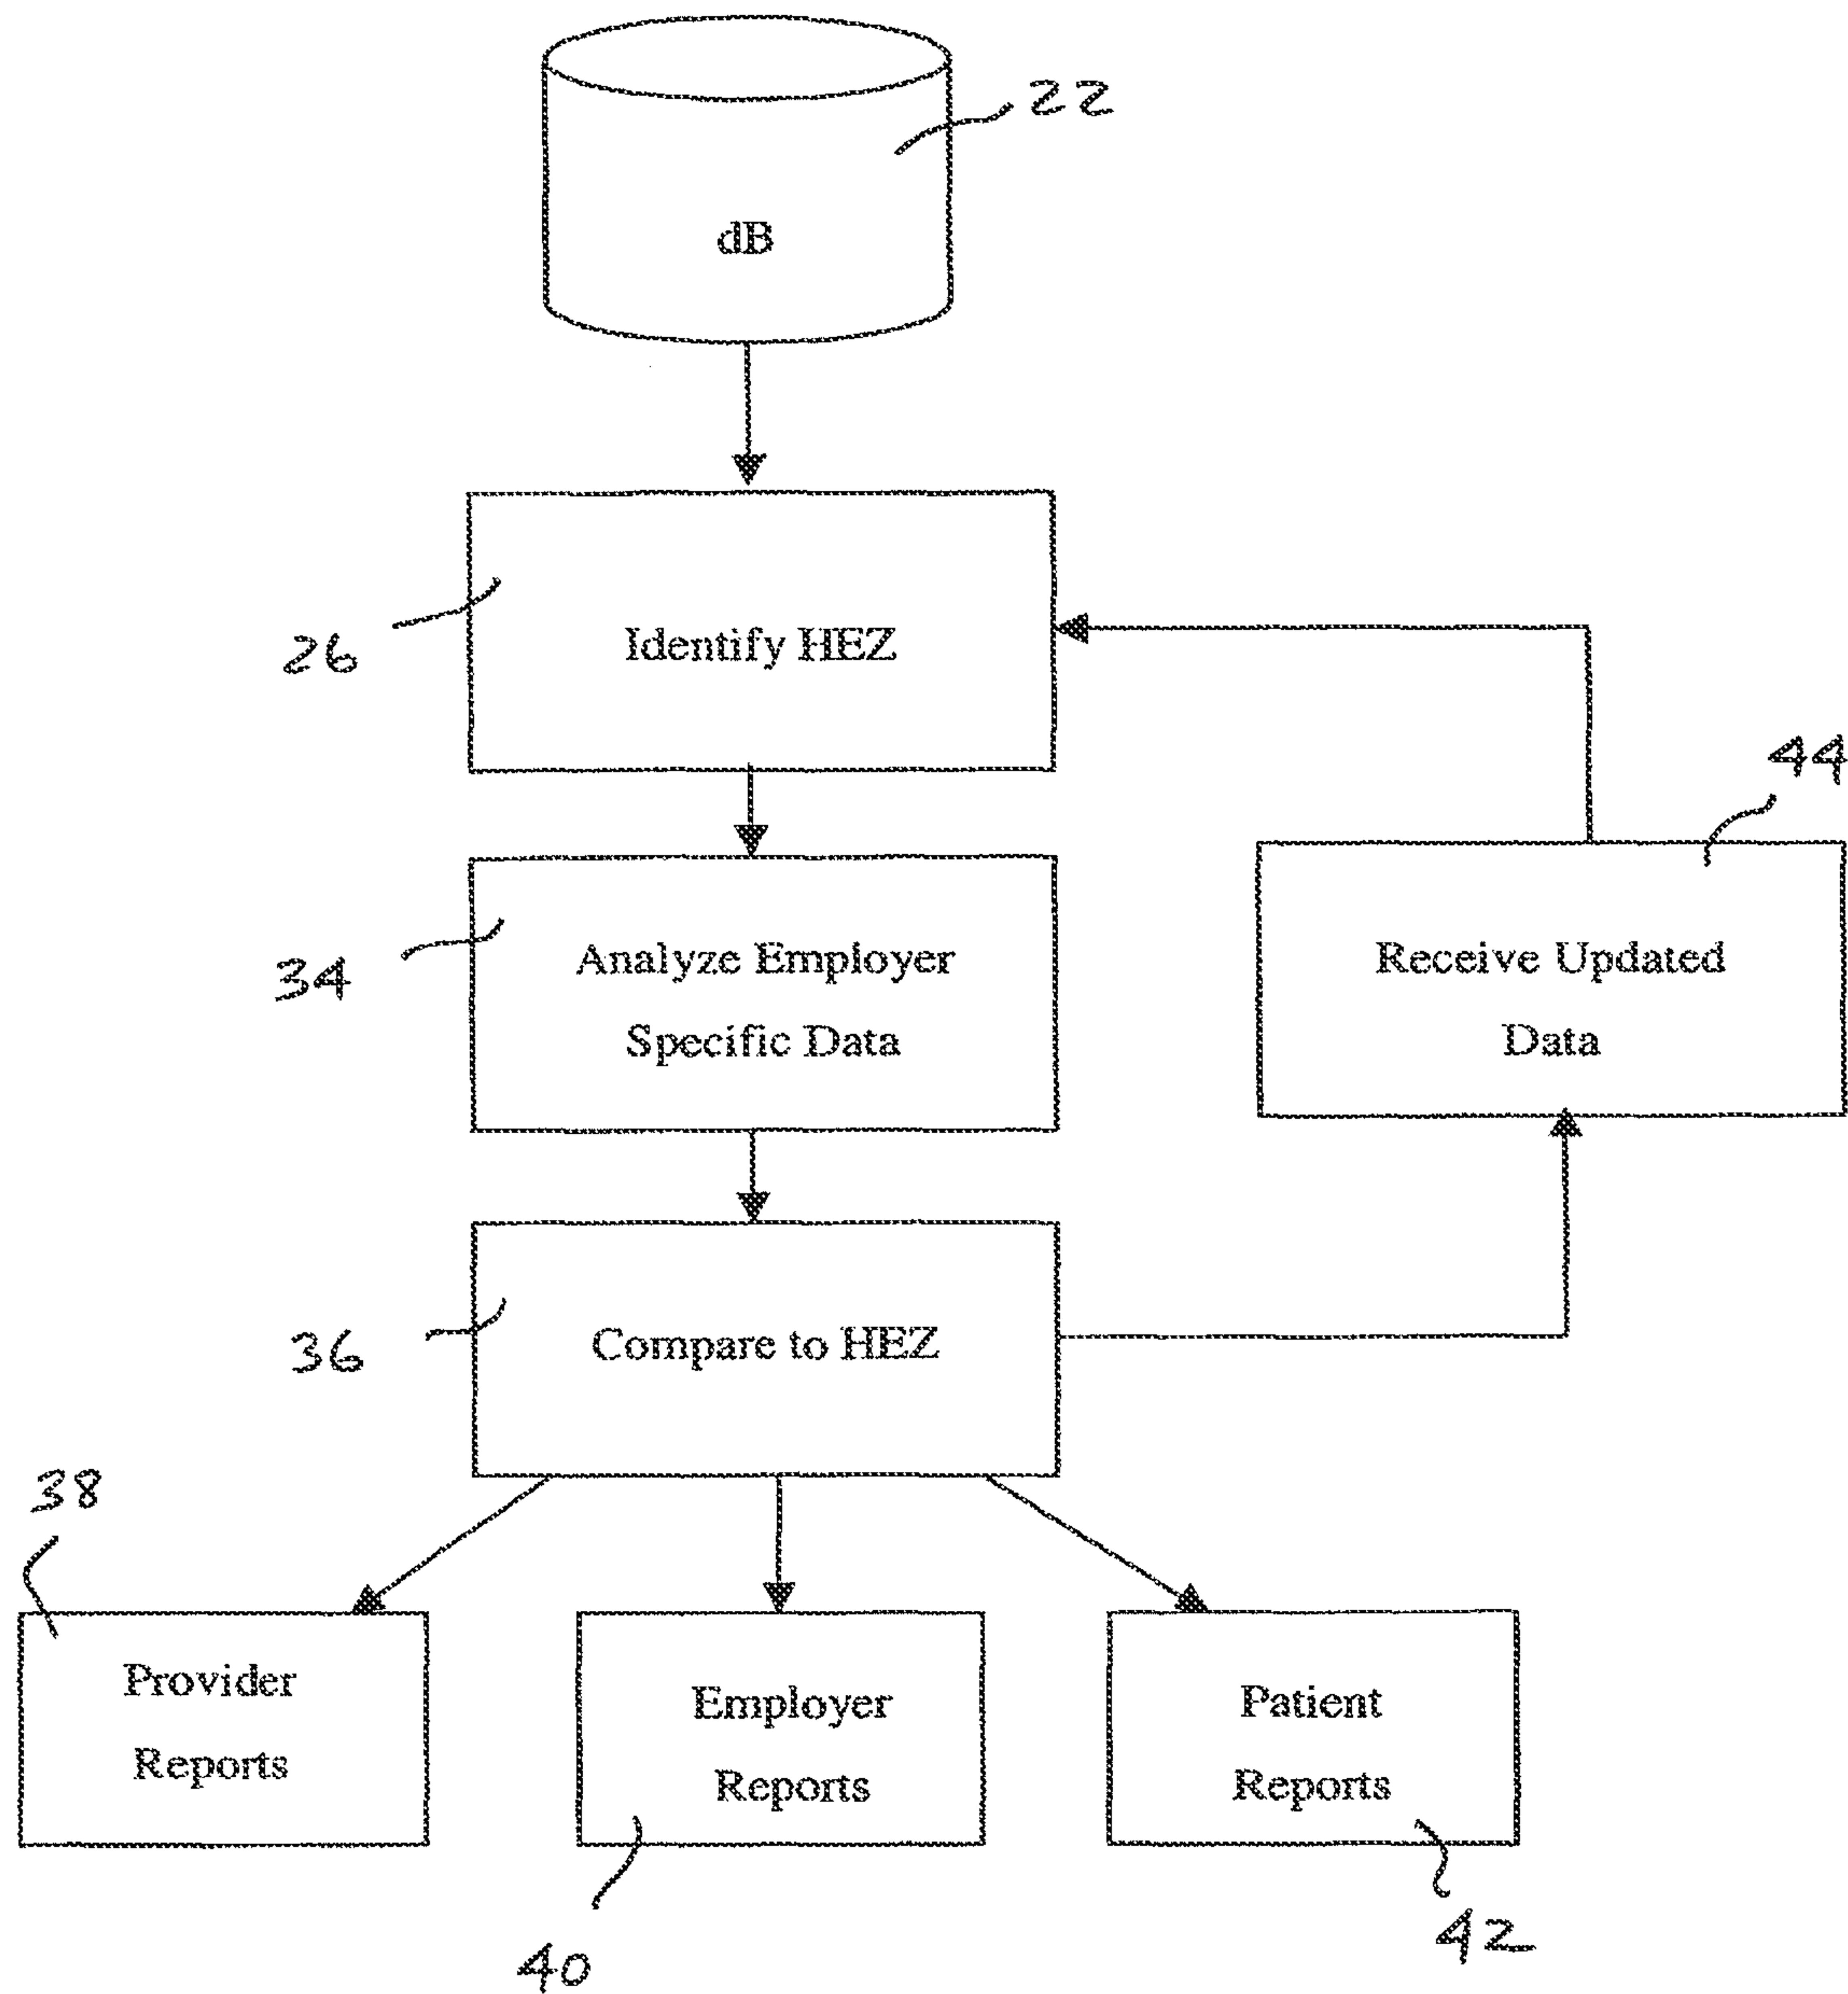 22
dB
26
Identify HEZ
44
34
Analyze Employer
Specific Data
Receive Updated
Data
36
Compare to HEZ
38
Provider
Reports
Employer
Reports
Patient
Reports
40
42